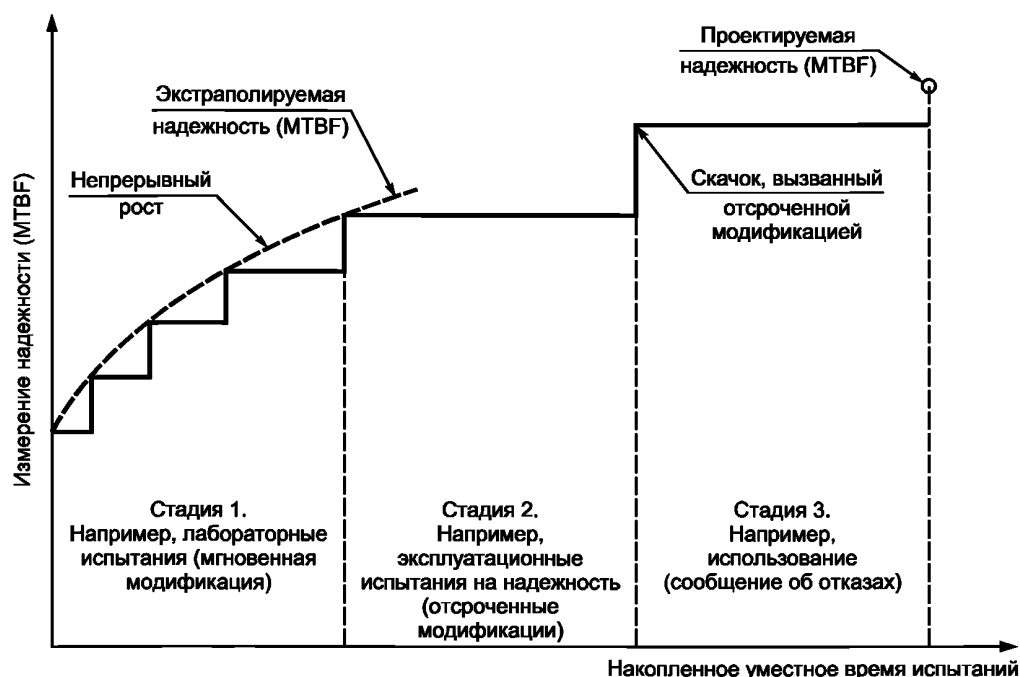 Проектируемая
надежность (MTBF)
Экстраполируемая
надежность (MTBF)
Непрерывный
рост
Скачок, вызванный
отсроченной
модификацией
Измерение надежности (MTBF)
Стадия 1.
Например, лабораторные
испытания (мгновенная
модификация)
Стадия 2.
Например,
эксплуатационные
испытания на надежность
(отсроченные
модификации)
Стадия 3.
Например,
использование
(сообщение об отказах)
Накопленное уместное время испытаний